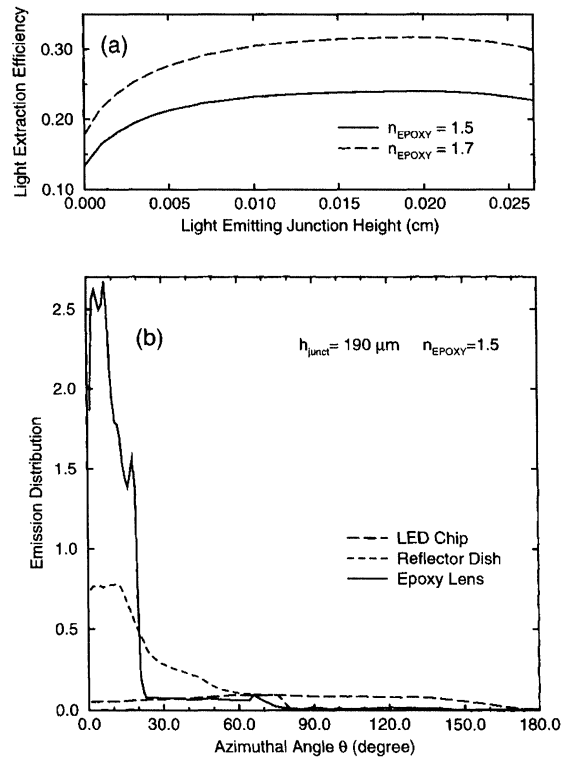 (a)
Light Extraction Efficiency
0.30
0.20
0.10
n_EPOXY = 1.5
n_EPOXY = 1.7
0.000 0.005 0.010 0.015 0.020 0.025
Light Emitting Junction Height (cm)
(b)
h_junct= 190 μm n_EPOXY=1.5
Emission Distribution
2.5
2.0
1.5
1.0
0.5
0.0
LED Chip
Reflector Dish
Epoxy Lens
0.0 30.0 60.0 90.0 120.0 150.0 180.0
Azimuthal Angle θ (degree)